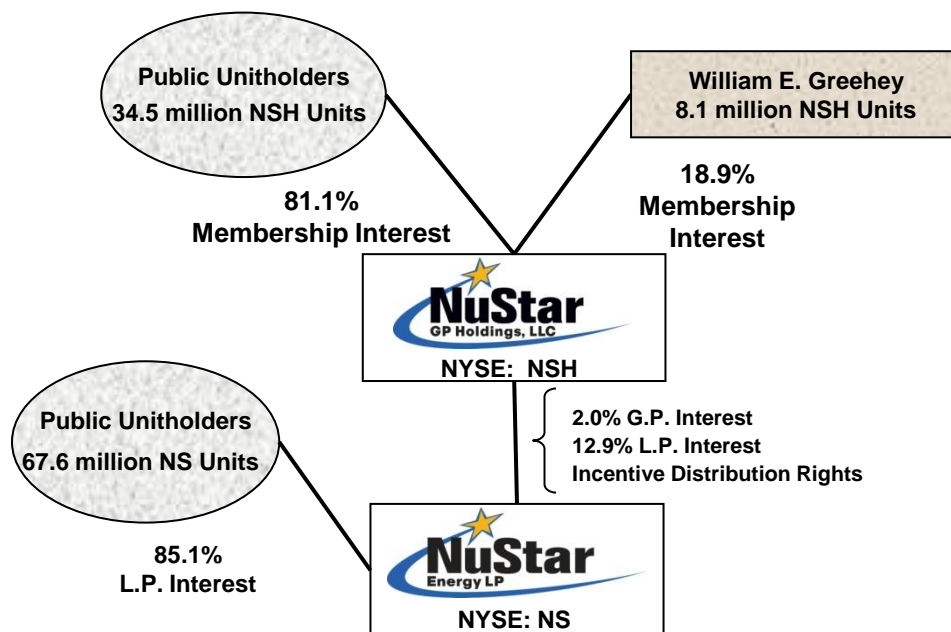 Public Unitholders
34.5 million NSH Units
William E. Greehey
8.1 million NSH Units
81.1%
Membership Interest
18.9%
Membership
Interest
NuStar
GP Holdings, LLC
NYSE: NSH
Public Unitholders
67.6 million NS Units
2.0% G.P. Interest
12.9% L.P. Interest
Incentive Distribution Rights
85.1%
L.P. Interest
NuStar
Energy LP
NYSE: NS